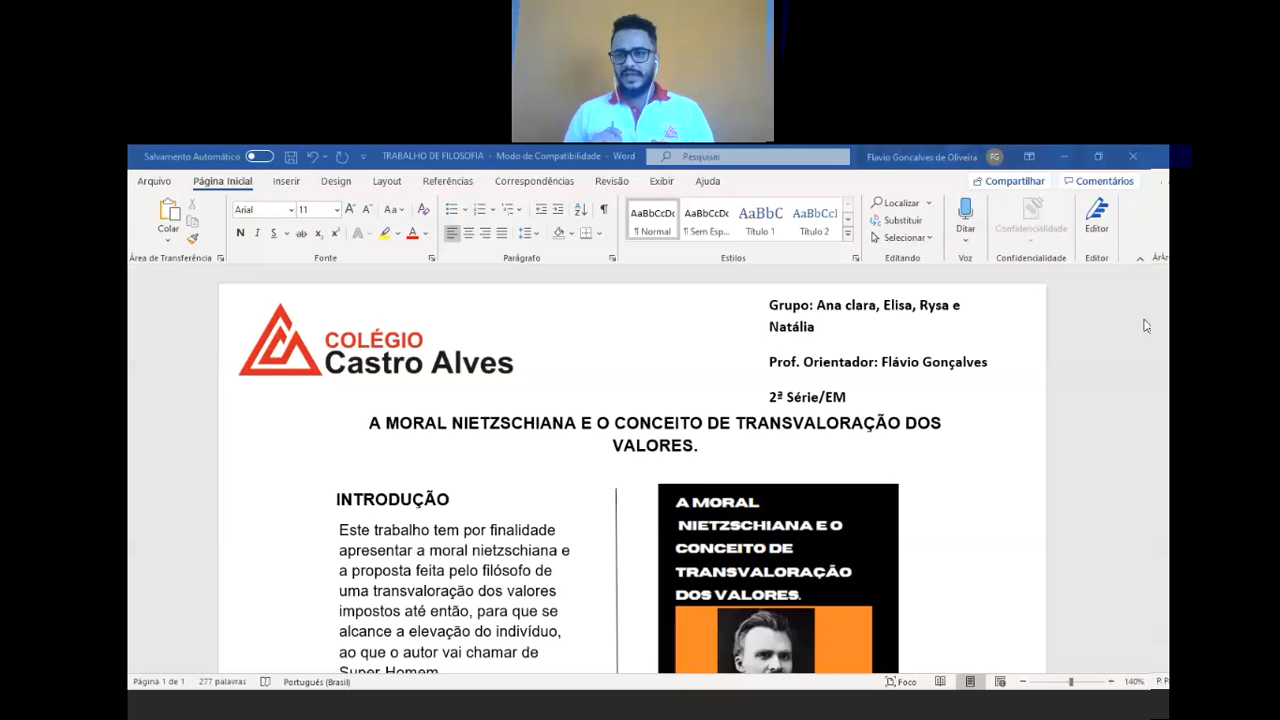 Salvamento Automático
TRABALHO DE FILOSOFIA - Modo de Compatibilidade - Word
Pesquisar
Flavio Goncalves de Oliveira
FG
Arquivo
Página Inicial
Inserir
Design
Layout
Referências
Correspondências
Revisão
Exibir
Ajuda
Compartilhar
Comentários
Colar
Arial
11
Aa
N I S ab x, x²
AaBbCcDc
¶ Normal
AaBbCcDc
¶ Sem Esp...
AaBbC
Título 1
AaBbCcI
Título 2
Localizar
Substituir
Selecionar
Ditar
Confidencialidade
Editor
Área de Transferência
Fonte
Parágrafo
Estilos
Editando
Voz
Confidencialidade
Editor
COLÉGIO
Castro Alves
Grupo: Ana clara, Elisa, Rysa e
Natália
Prof. Orientador: Flávio Gonçalves
2ª Série/EM
A MORAL NIETZSCHIANA E O CONCEITO DE TRANSVALORAÇÃO DOS
VALORES.
INTRODUÇÃO
Este trabalho tem por finalidade
apresentar a moral nietzschiana e
a proposta feita pelo filósofo de
uma transvaloração dos valores
impostos até então, para que se
alcance a elevação do indivíduo,
ao que o autor vai chamar de
Super Homem
A MORAL
NIETZSCHIANA E O
CONCEITO DE
TRANSVALORAÇÃO
DOS VALORES.
Página 1 de 1
277 palavras
Português (Brasil)
Foco
140%